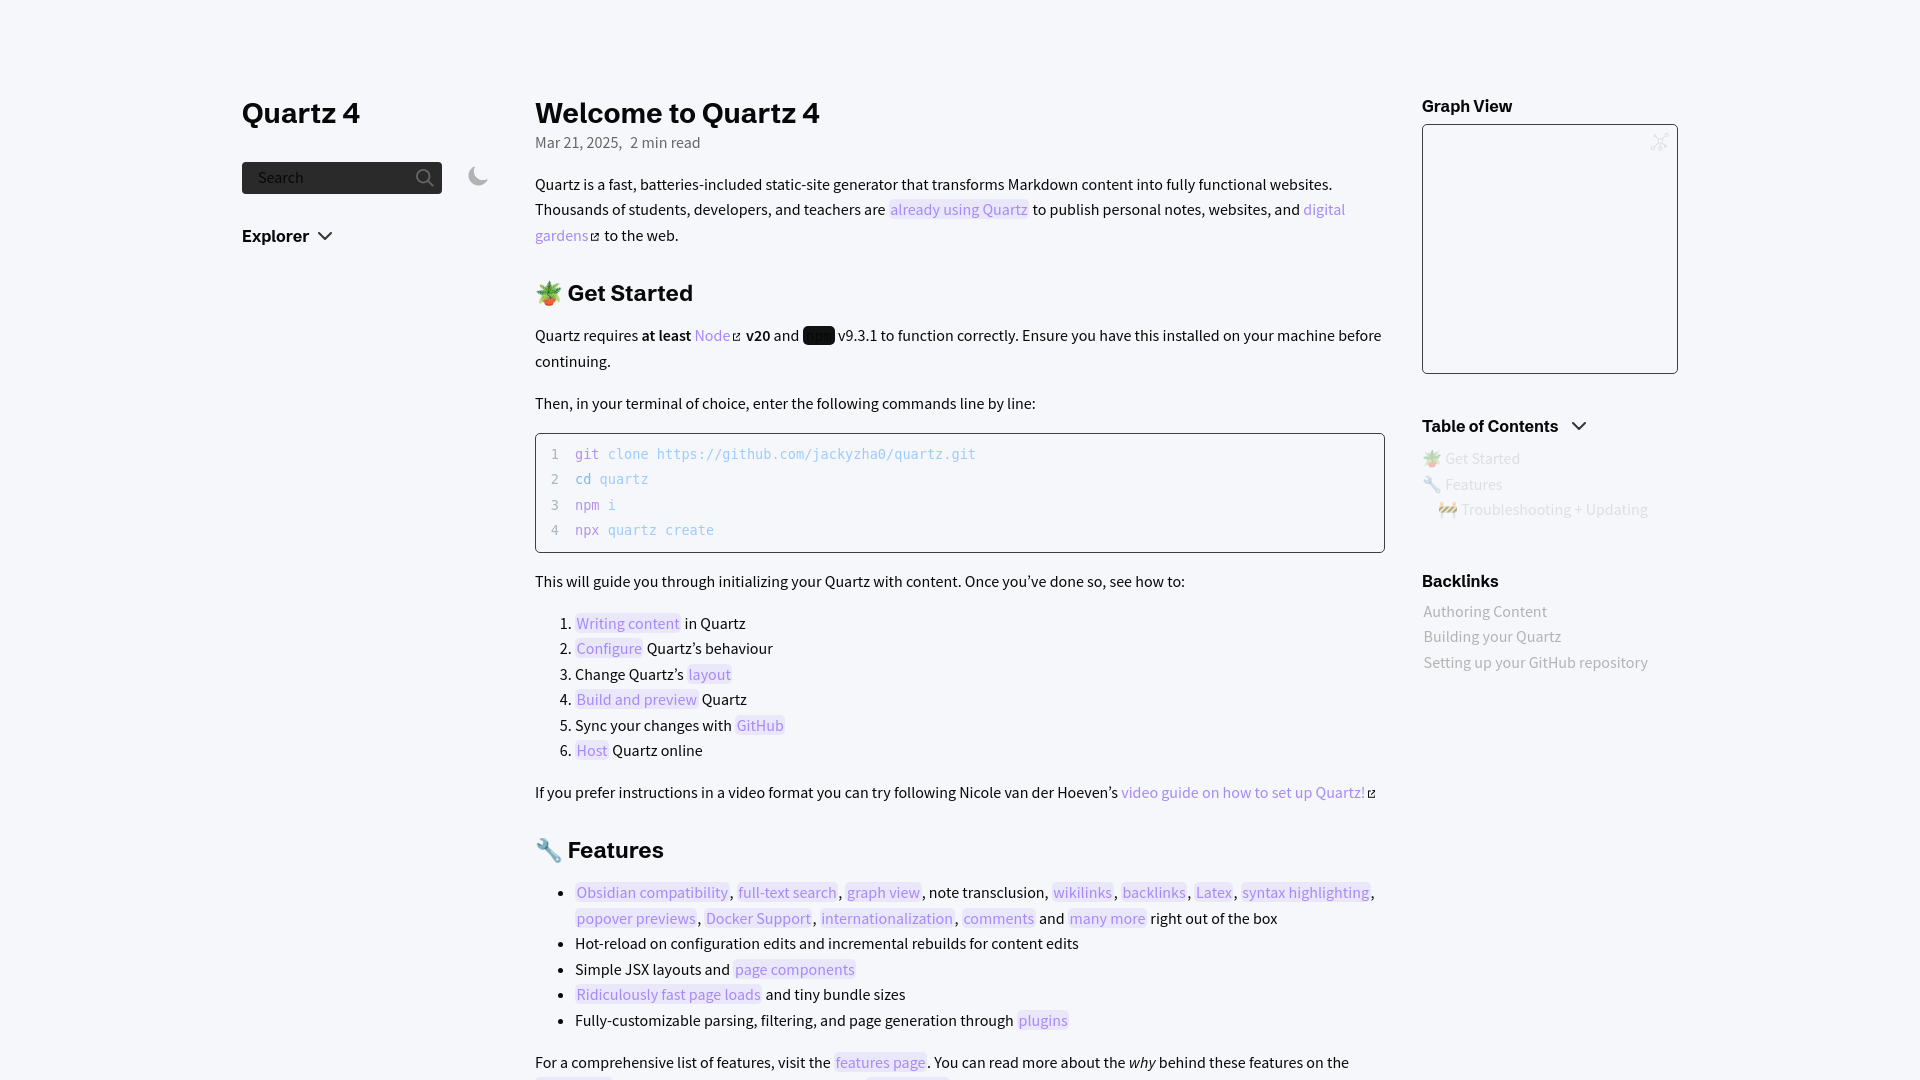 Quartz 4
Search
Explorer
Welcome to Quartz 4
Mar 21, 2025, 2 min read
Quartz is a fast, batteries-included static-site generator that transforms Markdown content into fully functional websites.
Thousands of students, developers, and teachers are already using Quartz to publish personal notes, websites, and digital
gardens to the web.
🪴 Get Started
Quartz requires at least Node v20 and v9.3.1 to function correctly. Ensure you have this installed on your machine before
continuing.
Then, in your terminal of choice, enter the following commands line by line:
1 git clone https://github.com/jackyzha0/quartz.git
2 cd quartz
3 npm i
4 npx quartz create
This will guide you through initializing your Quartz with content. Once you’ve done so, see how to:
1. Writing content in Quartz
2. Configure Quartz’s behaviour
3. Change Quartz’s layout
4. Build and preview Quartz
5. Sync your changes with GitHub
6. Host Quartz online
If you prefer instructions in a video format you can try following Nicole van der Hoeven’s video guide on how to set up Quartz!
🔧 Features
• Obsidian compatibility, full-text search, graph view, note transclusion, wikilinks, backlinks, Latex, syntax highlighting,
popover previews, Docker Support, internationalization, comments and many more right out of the box
• Hot-reload on configuration edits and incremental rebuilds for content edits
• Simple JSX layouts and page components
• Ridiculously fast page loads and tiny bundle sizes
• Fully-customizable parsing, filtering, and page generation through plugins
For a comprehensive list of features, visit the features page. You can read more about the why behind these features on the
Graph View
Table of Contents
🪴 Get Started
🔧 Features
🚧 Troubleshooting + Updating
Backlinks
Authoring Content
Building your Quartz
Setting up your GitHub repository